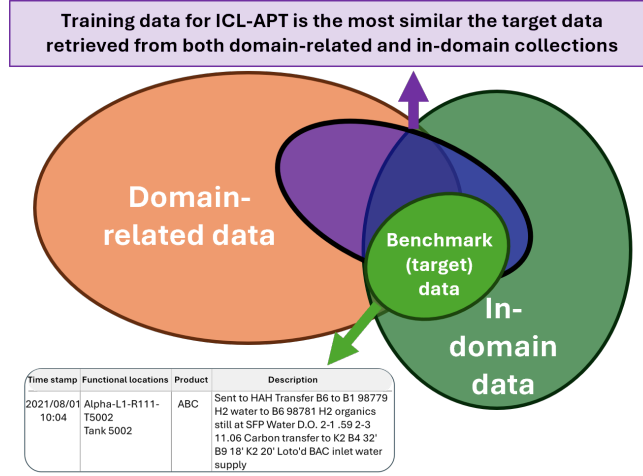 Training data for ICL-APT is the most similar the target data
retrieved from both domain-related and in-domain collections
Domain-
related data
Benchmark
(target)
data
In-
domain
data
Time stamp Functional locations Product Description
2021/08/01 Alpha-L1-R111- ABC Sent to HAH Transfer B6 to B1 98779
10:04 T5002 H2 water to B6 98781 H2 organics
Tank 5002 still at SFP Water D.O. 2-1 .59 2-3
11.06 Carbon transfer to K2 B4 32'
B9 18' K2 20' Loto'd BAC inlet water
supply